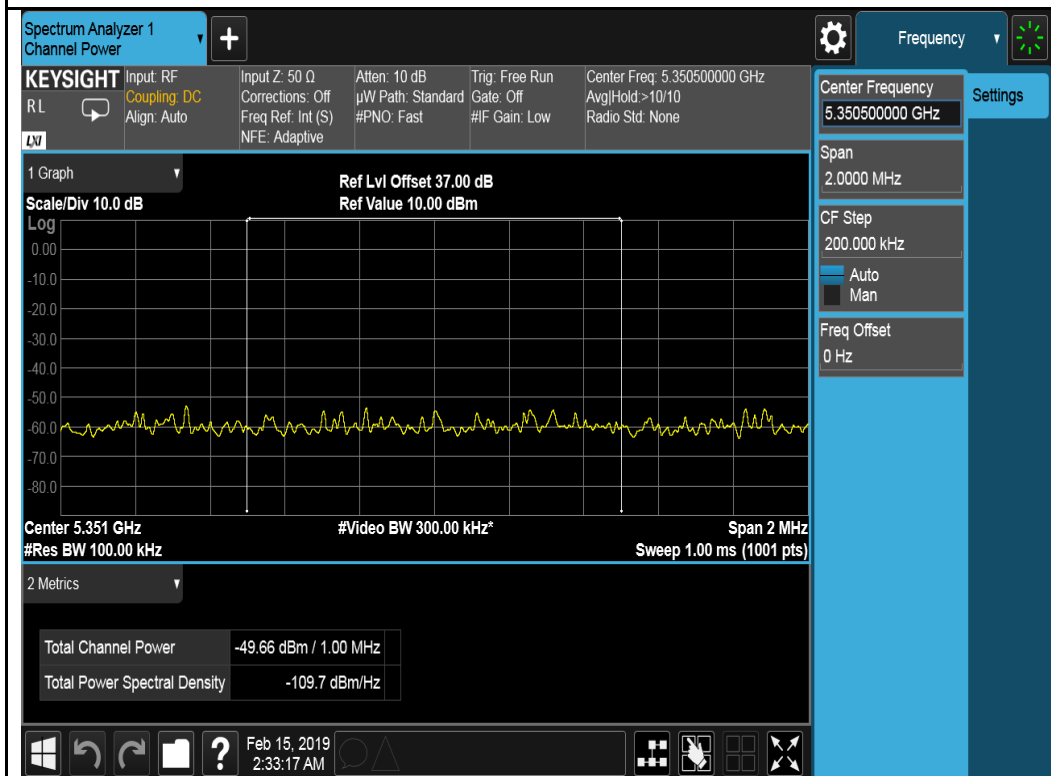 Spectrum Analyzer 1
Channel Power
+
Frequency
KEYSIGHT
RL
LXI
Input: RF
Coupling: DC
Align: Auto
Input Z: 50 Ω
Corrections: Off
Freq Ref: Int (S)
NFE: Adaptive
Atten: 10 dB
µW Path: Standard
#PNO: Fast
Trig: Free Run
Gate: Off
#IF Gain: Low
Center Freq: 5.350500000 GHz
Avg|Hold:>10/10
Radio Std: None
Center Frequency
5.350500000 GHz
Settings
Span
2.0000 MHz
CF Step
200.000 kHz
Auto
Man
Freq Offset
0 Hz
1 Graph
Scale/Div 10.0 dB
Ref Lvl Offset 37.00 dB
Ref Value 10.00 dBm
Log
0.00
-10.0
-20.0
-30.0
-40.0
-50.0
-60.0
-70.0
-80.0
Center 5.351 GHz
#Video BW 300.00 kHz*
Span 2 MHz
#Res BW 100.00 kHz
Sweep 1.00 ms (1001 pts)
2 Metrics
Total Channel Power -49.66 dBm / 1.00 MHz
Total Power Spectral Density -109.7 dBm/Hz
?
Feb 15, 2019
2:33:17 AM